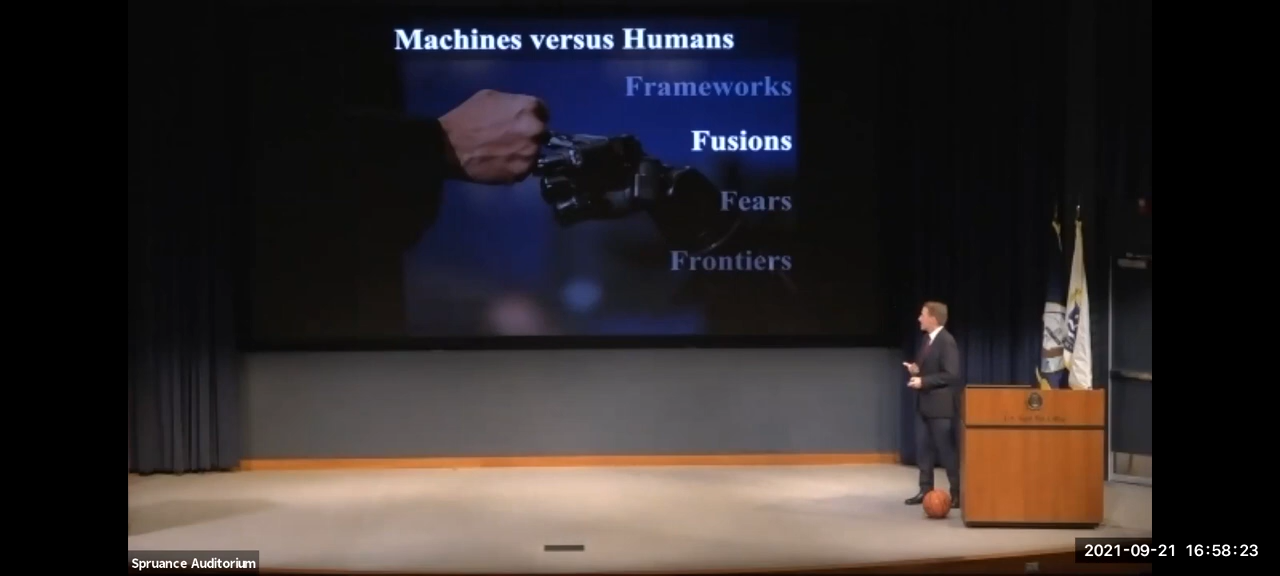 Machines versus Humans
Frameworks
Fusions
Fears
Frontiers
Spruance Auditorium
2021-09-21 16:58:23